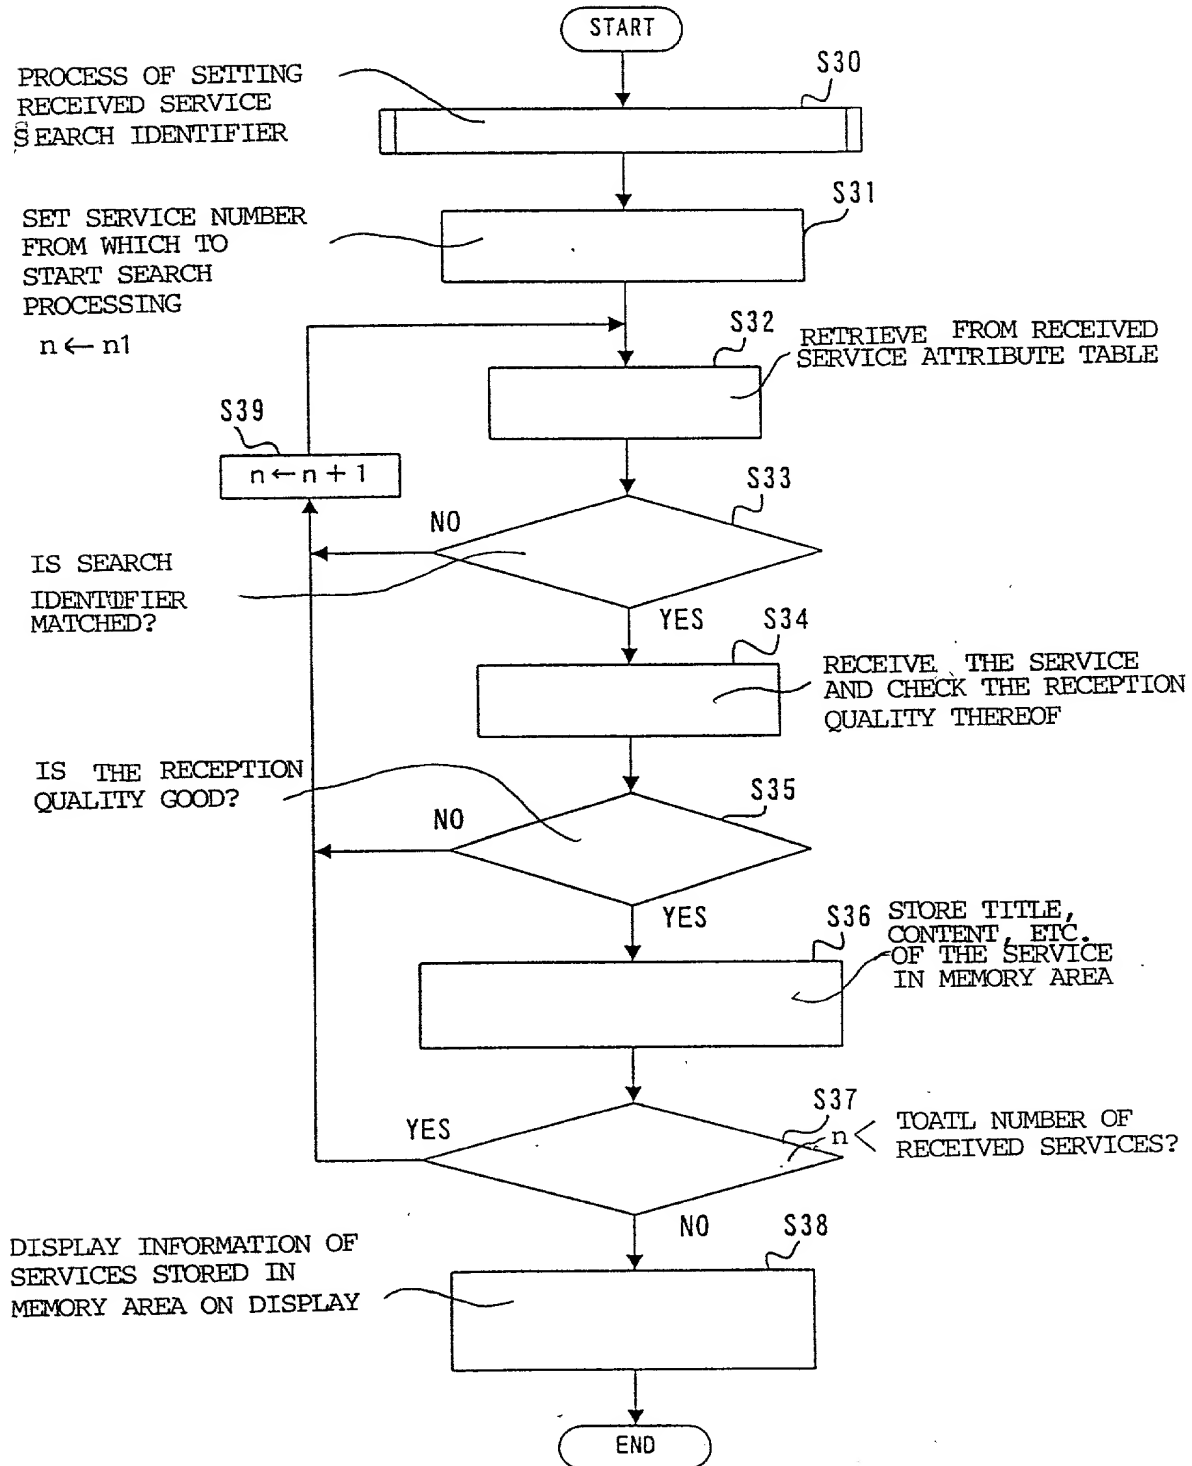 START
PROCESS OF SETTING
RECEIVED SERVICE
SEARCH IDENTIFIER
S30
SET SERVICE NUMBER
FROM WHICH TO
START SEARCH
PROCESSING
n ← n1
S31
S32
RETRIEVE FROM RECEIVED
SERVICE ATTRIBUTE TABLE
S39
n ← n + 1
S33
NO
IS SEARCH
IDENTIFIER
MATCHED?
YES
S34
RECEIVE THE SERVICE
AND CHECK THE RECEPTION
QUALITY THEREOF
IS THE RECEPTION
QUALITY GOOD?
S35
NO
YES
S36
STORE TITLE,
CONTENT, ETC.
OF THE SERVICE
IN MEMORY AREA
S37
YES
n <
TOATL NUMBER OF
RECEIVED SERVICES?
NO
S38
DISPLAY INFORMATION OF
SERVICES STORED IN
MEMORY AREA ON DISPLAY
END